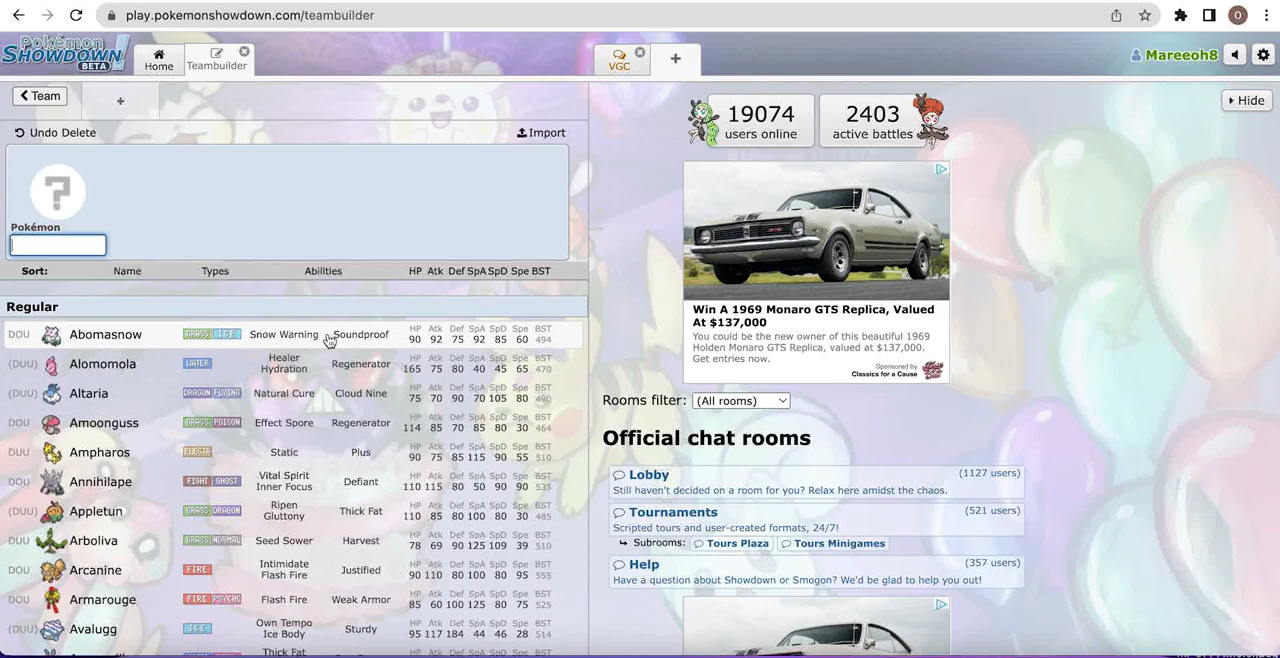 play.pokemonshowdown.com/teambuilder
O
Pokémon
SHOWDOWN!
BETA
Home
Teambuilder
VGC
+
Mareeoh8
Team
+
Undo Delete
Import
?
Pokémon
Sort: Name Types Abilities HP Atk Def SpA SpD Spe BST
Regular
DOU Abomasnow GRASS ICE Snow Warning Soundproof HP 90 Atk 92 Def 75 SpA 92 SpD 85 Spe 60 BST 494
(DUU) Alomomola WATER Healer Hydration Regenerator HP 165 Atk 75 Def 80 SpA 40 SpD 45 Spe 65 BST 470
(DUU) Altaria DRAGON FLYING Natural Cure Cloud Nine HP 75 Atk 70 Def 90 SpA 70 SpD 105 Spe 80 BST 490
DOU Amoonguss GRASS POISON Effect Spore Regenerator HP 114 Atk 85 Def 70 SpA 85 SpD 80 Spe 30 BST 464
DUU Ampharos ELECTR Static Plus HP 90 Atk 75 Def 85 SpA 115 SpD 90 Spe 55 BST 510
DOU Annihilape FIGHT GHOST Vital Spirit Inner Focus Defiant HP 110 Atk 115 Def 80 SpA 50 SpD 90 Spe 90 BST 535
(DUU) Appletun GRASS DRAGON Ripen Gluttony Thick Fat HP 110 Atk 85 Def 80 SpA 100 SpD 80 Spe 30 BST 485
DUU Arboliva GRASS NORMAL Seed Sower Harvest HP 78 Atk 69 Def 90 SpA 125 SpD 109 Spe 39 BST 510
DOU Arcanine FIRE Intimidate Flash Fire Justified HP 90 Atk 110 Def 80 SpA 100 SpD 80 Spe 95 BST 555
DOU Armarouge FIRE PSYCHC Flash Fire Weak Armor HP 85 Atk 60 Def 100 SpA 125 SpD 80 Spe 75 BST 525
(DUU) Avalugg ICE Own Tempo Ice Body Sturdy HP 95 Atk 117 Def 184 SpA 44 SpD 46 Spe 28 BST 514
Thick Fat
19074
users online
2403
active battles
Hide
Win A 1969 Monaro GTS Replica, Valued
At $137,000
You could be the new owner of this beautiful 1969
Holden Monaro GTS Replica, valued at $137,000.
Get entries now.
Sponsored by
Classics for a Cause
Rooms filter: (All rooms)
Official chat rooms
Lobby (1127 users)
Still haven't decided on a room for you? Relax here amidst the chaos.
Tournaments (521 users)
Scripted tours and user-created formats, 24/7!
Subrooms: Tours Plaza Tours Minigames
Help (357 users)
Have a question about Showdown or Smogon? We'd be glad to help you out!